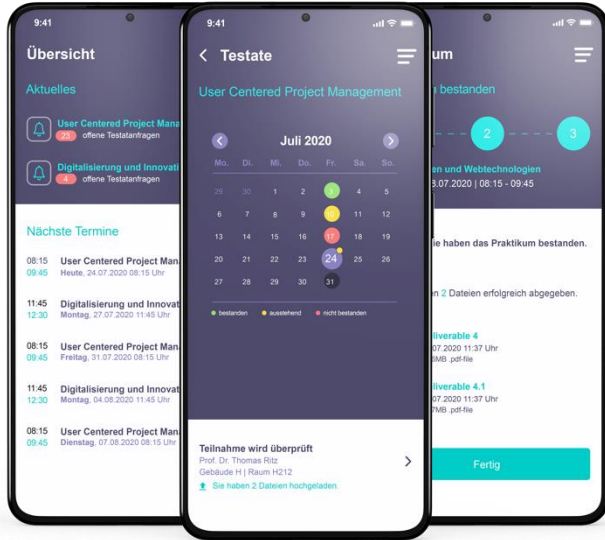 9:41
Übersicht
Aktuelles
User Centered Project Mana
23 offene Testatanfragen
Digitalisierung und Innovati
4 offene Testatanfragen
Nächste Termine
08:15 User Centered Project Man
09:45 Heute, 24.07.2020 08:15 Uhr
11:45 Digitalisierung und Innovat
12:30 Montag, 27.07.2020 11:45 Uhr
08:15 User Centered Project Man
09:45 Freitag, 31.07.2020 08:15 Uhr
11:45 Digitalisierung und Innovat
12:30 Montag, 04.08.2020 11:45 Uhr
08:15 User Centered Project Man
09:45 Dienstag, 07.08.2020 08:15 Uhr
9:41
Testate
User Centered Project Management
Juli 2020
Mo. Di. Mi. Do. Fr. Sa. So.
29 30 1 2 3 4 5
6 7 8 9 10 11 12
13 14 15 16 17 18 19
20 21 22 23 24 25 26
27 28 29 30 31
bestanden ausstehend nicht bestanden
Teilnahme wird überprüft
Prof. Dr. Thomas Ritz
Gebäude H | Raum H212
Sie haben 2 Dateien hochgeladen.
um
bestanden
2 3
en und Webtechnologien
.07.2020 | 08:15 - 09:45
ie haben das Praktikum bestanden.
n 2 Dateien erfolgreich abgegeben.
liverable 4
07.2020 11:37 Uhr
MB .pdf-file
liverable 4.1
07.2020 11:37 Uhr
7MB .pdf-file
Fertig